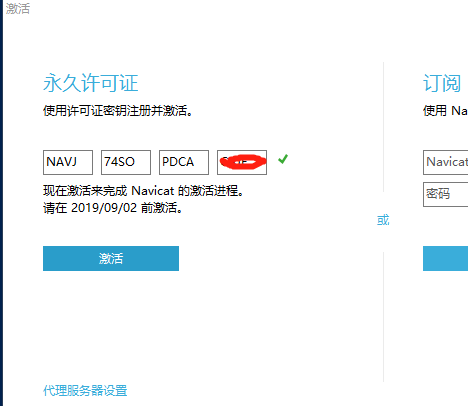 激活
永久许可证
使用许可证密钥注册并激活。
NAVJ 74SO PDCA
现在激活来完成 Navicat 的激活进程。
请在 2019/09/02 前激活。
激活
代理服务器设置
或
订阅
使用 Na
Navicat
密码